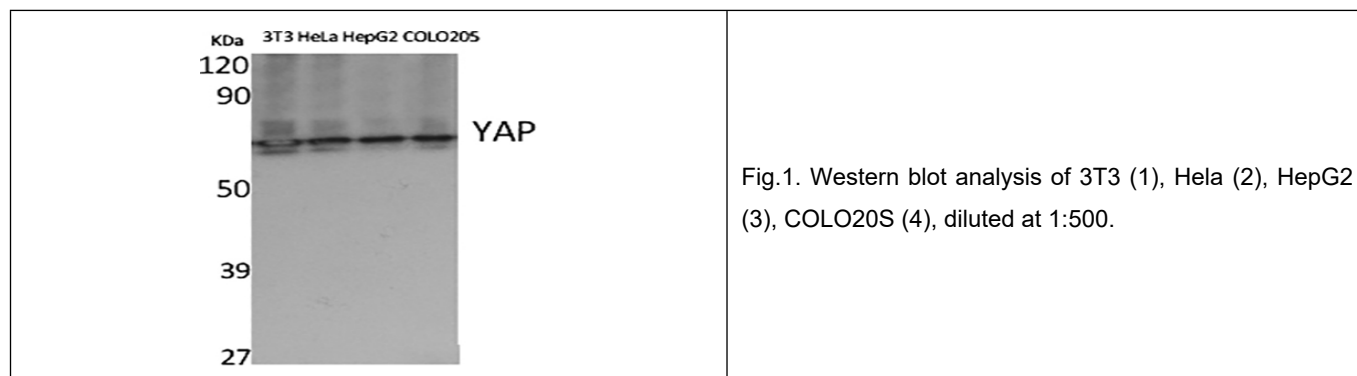 KDa 3T3 HeLa HepG2 COLO20S
120
90
YAP
50
39
27
Fig.1. Western blot analysis of 3T3 (1), Hela (2), HepG2
(3), COLO20S (4), diluted at 1:500.